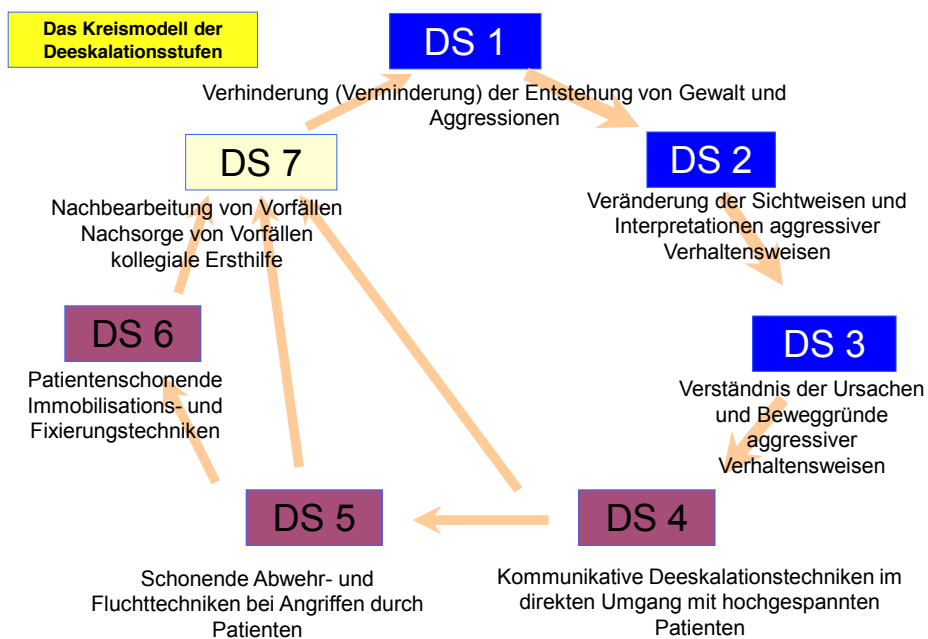 Das Kreismodell der
Deeskalationsstufen
DS 1
Verhinderung (Verminderung) der Entstehung von Gewalt und
Aggressionen
DS 2
Veränderung der Sichtweisen und
Interpretationen aggressiver
Verhaltensweisen
DS 3
Verständnis der Ursachen
und Beweggründe
aggressiver
Verhaltensweisen
DS 4
Kommunikative Deeskalationstechniken im
direkten Umgang mit hochgespannten
Patienten
DS 5
Schonende Abwehr- und
Fluchttechniken bei Angriffen durch
Patienten
DS 6
Patientenschonende
Immobilisations- und
Fixierungstechniken
DS 7
Nachbearbeitung von Vorfällen
Nachsorge von Vorfällen
kollegiale Ersthilfe